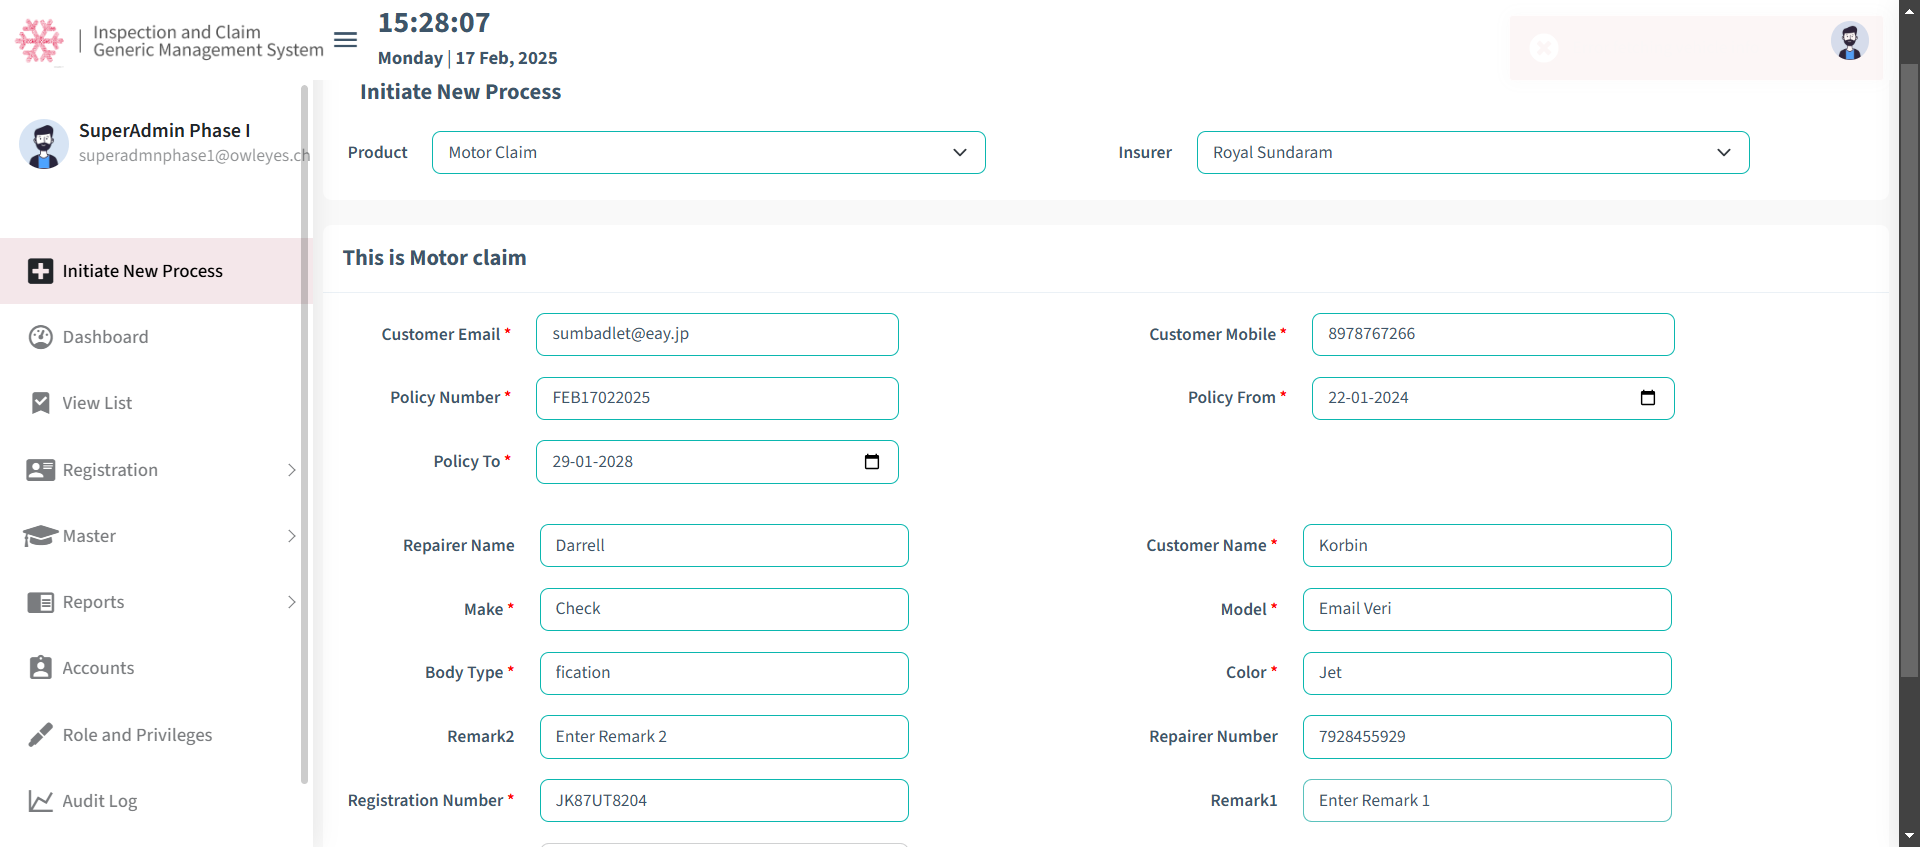 Inspection and Claim
Generic Management System
15:28:07
Monday | 17 Feb, 2025
SuperAdmin Phase I
superadmnphase1@owleyes.ch
Initiate New Process
Dashboard
View List
Registration
Master
Reports
Accounts
Role and Privileges
Audit Log
Initiate New Process
Product Motor Claim Insurer Royal Sundaram
This is Motor claim
Customer Email * sumbadlet@eay.jp Customer Mobile * 8978767266
Policy Number * FEB17022025 Policy From * 22-01-2024
Policy To * 29-01-2028
Repairer Name Darrell Customer Name * Korbin
Make * Check Model * Email Veri
Body Type * fication Color * Jet
Remark2 Enter Remark 2 Repairer Number 7928455929
Registration Number * JK87UT8204 Remark1 Enter Remark 1